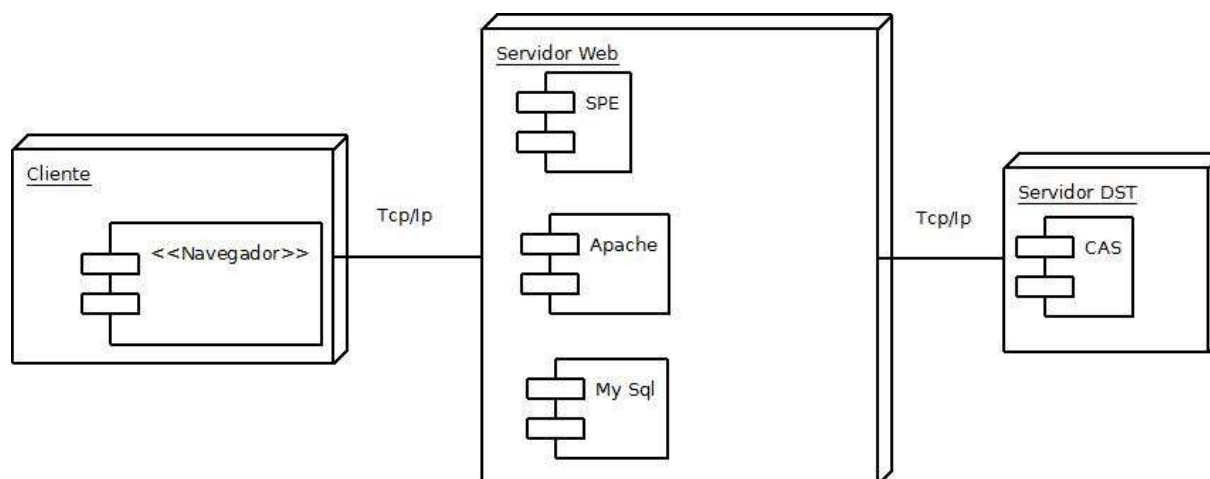 Servidor Web
SPE
Cliente
<<Navegador>>
Tcp/Ip
Apache
My Sql
Tcp/Ip
Servidor DST
CAS